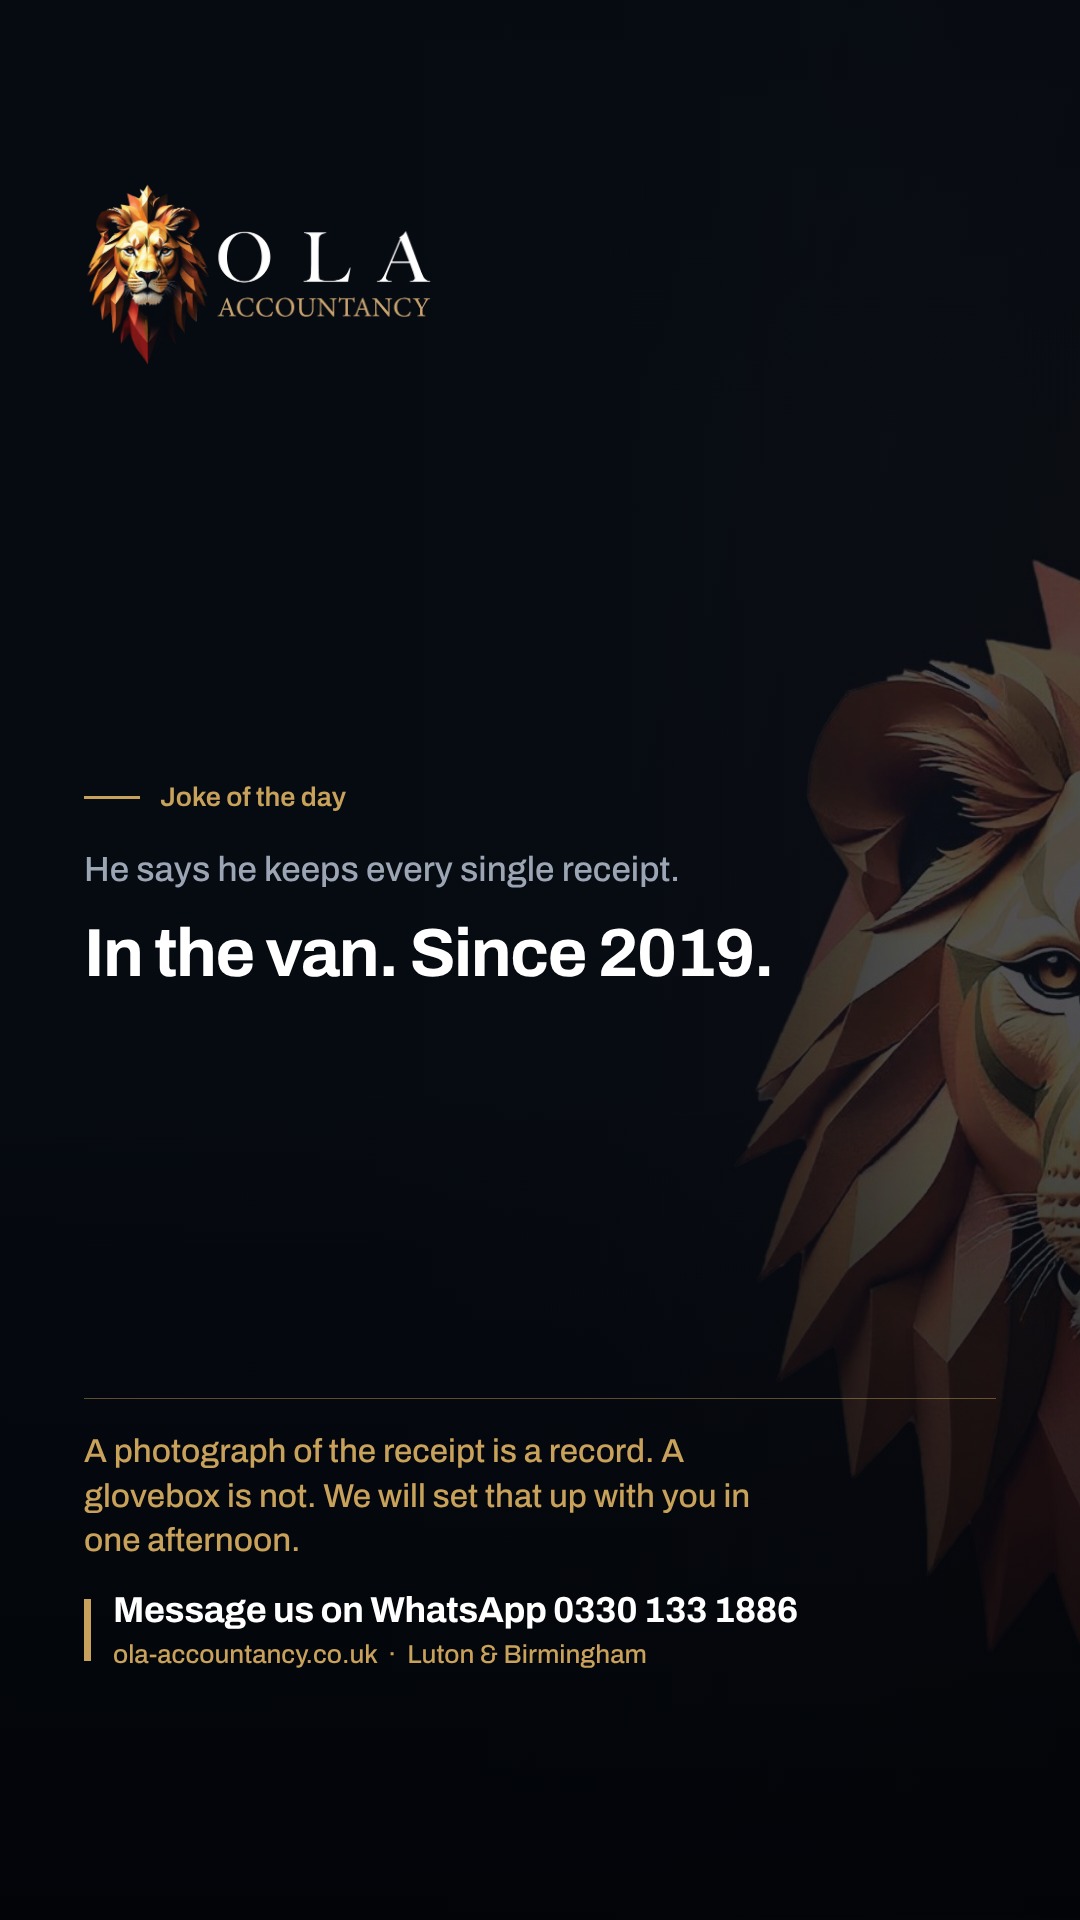 OLA
ACCOUNTANCY
Joke of the day
He says he keeps every single receipt.
In the van. Since 2019.
A photograph of the receipt is a record. A
glovebox is not. We will set that up with you in
one afternoon.
Message us on WhatsApp 0330 133 1886
ola-accountancy.co.uk · Luton & Birmingham